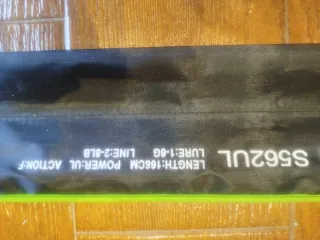 S562UL
LENGTH:168CM POWER:UL ACTION:F
LURE:1-6G LINE:2-8LB